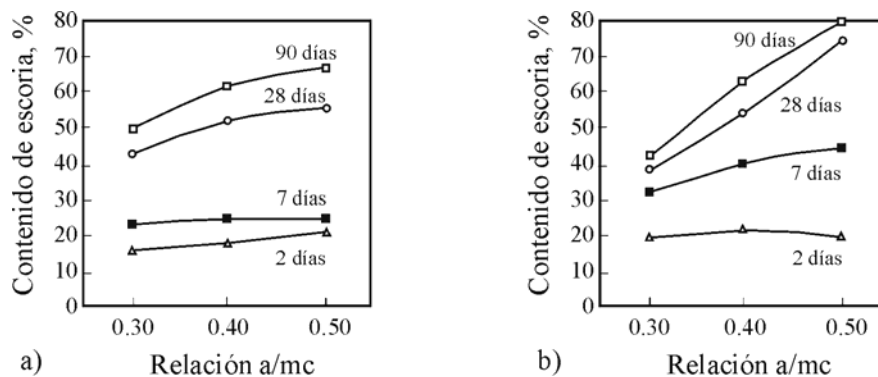 Contenido de escoria, %
80
70
60
50
40
30
20
10
0
90 días
28 días
7 días
2 días
0.30 0.40 0.50
a) Relación a/mc
Contenido de escoria, %
80
70
60
50
40
30
20
10
0
90 días
28 días
7 días
2 días
0.30 0.40 0.50
b) Relación a/mc